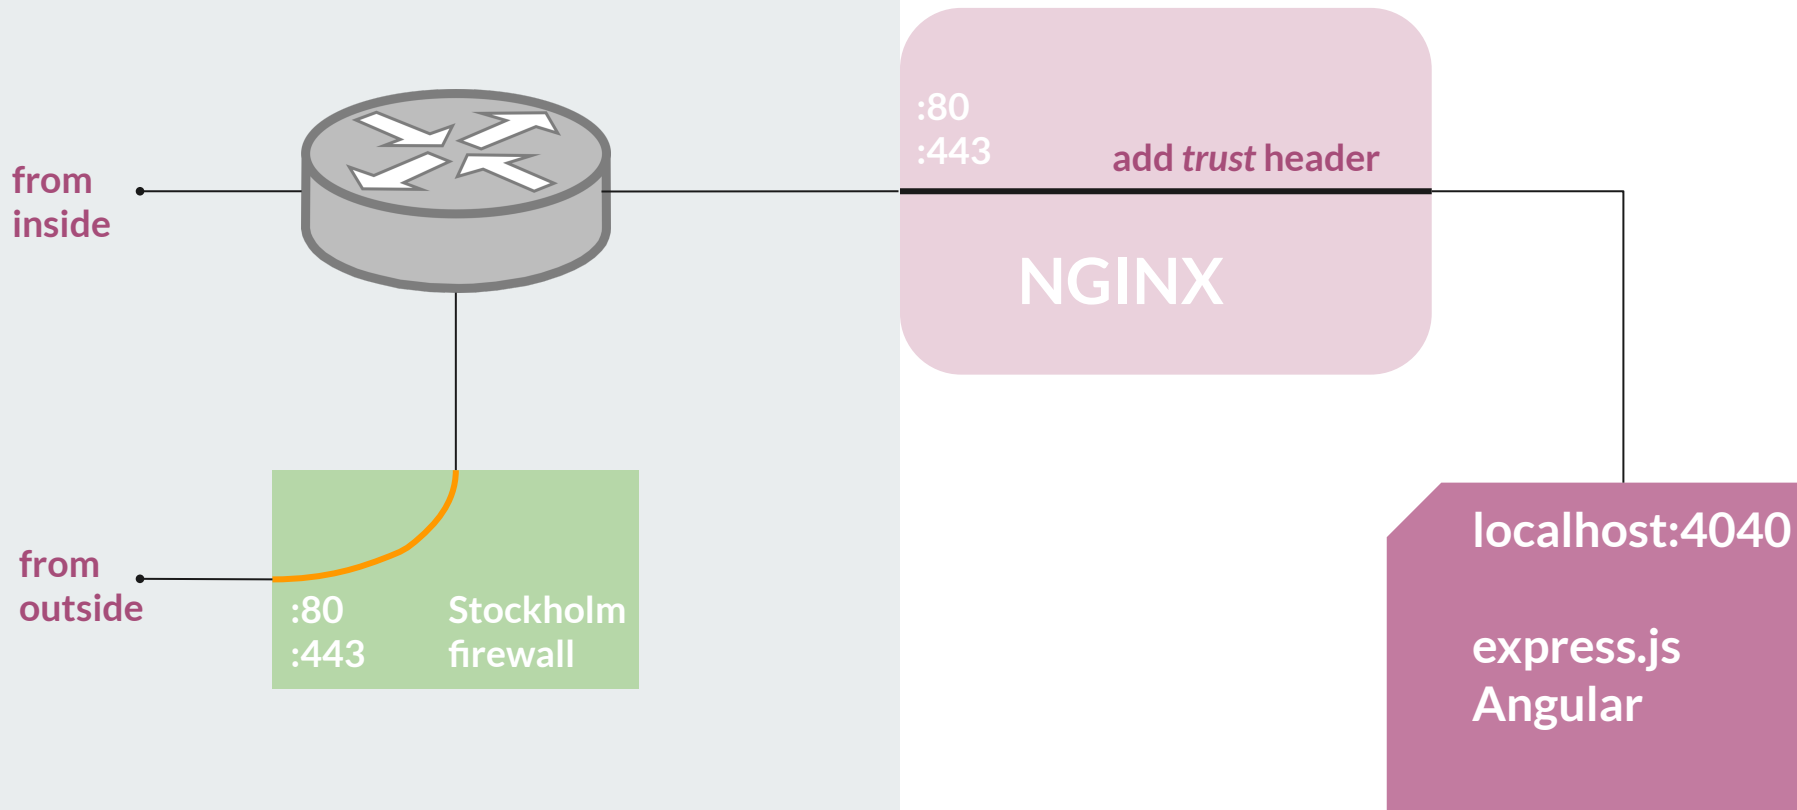 from
inside
:80
:443
add trust header
NGINX
from
outside
:80
:443
Stockholm
firewall
localhost:4040
express.js
Angular